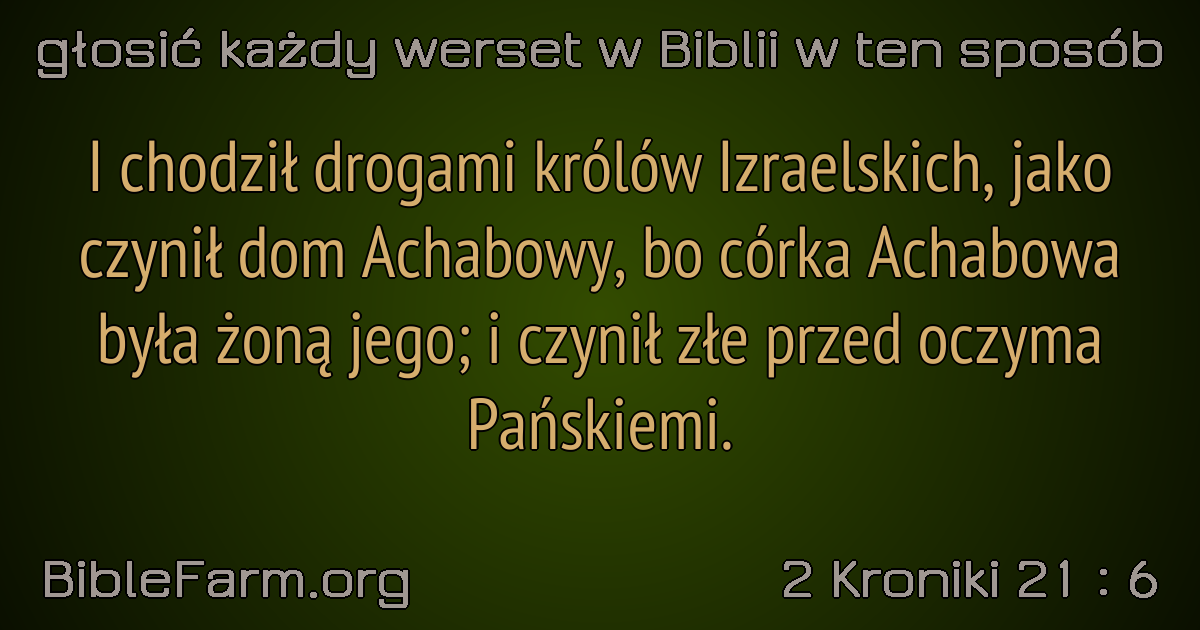 głosić każdy werset w Biblii w ten sposób
I chodził drogami królów Izraelskich, jako
czynił dom Achabowy, bo córka Achabowa
była żoną jego; i czynił złe przed oczyma
Pańskiemi.
BibleFarm.org
2 Kroniki 21 : 6